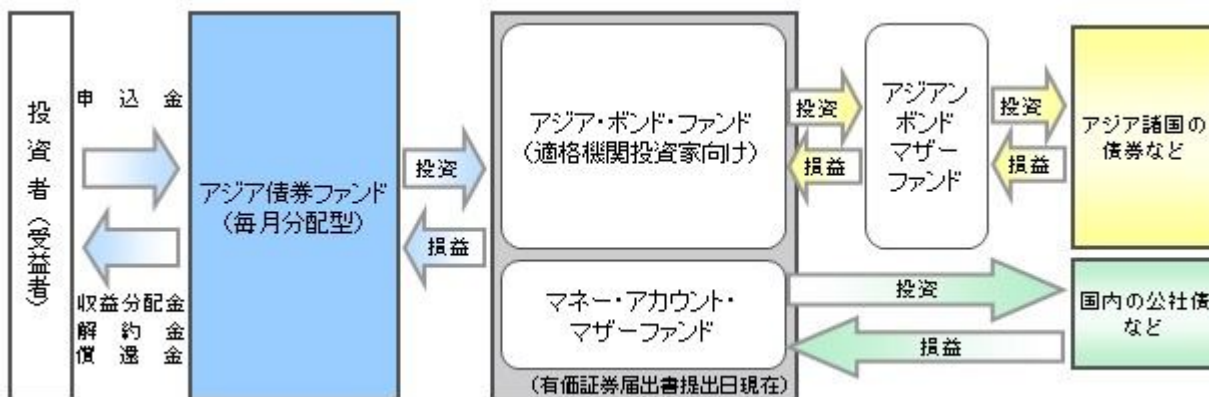 投資者(受益者)
申込金
収益分配金
解約金
償還金
アジア債券ファンド
(毎月分配型)
投資
損益
アジア・ボンド・ファンド
(適格機関投資家向け)
マネー・アカウント・
マザーファンド
(有価証券届出書提出日現在)
投資
損益
アジアン
ボンド
マザー
ファンド
投資
損益
アジア諸国の
債券など
投資
損益
国内の公社債
など